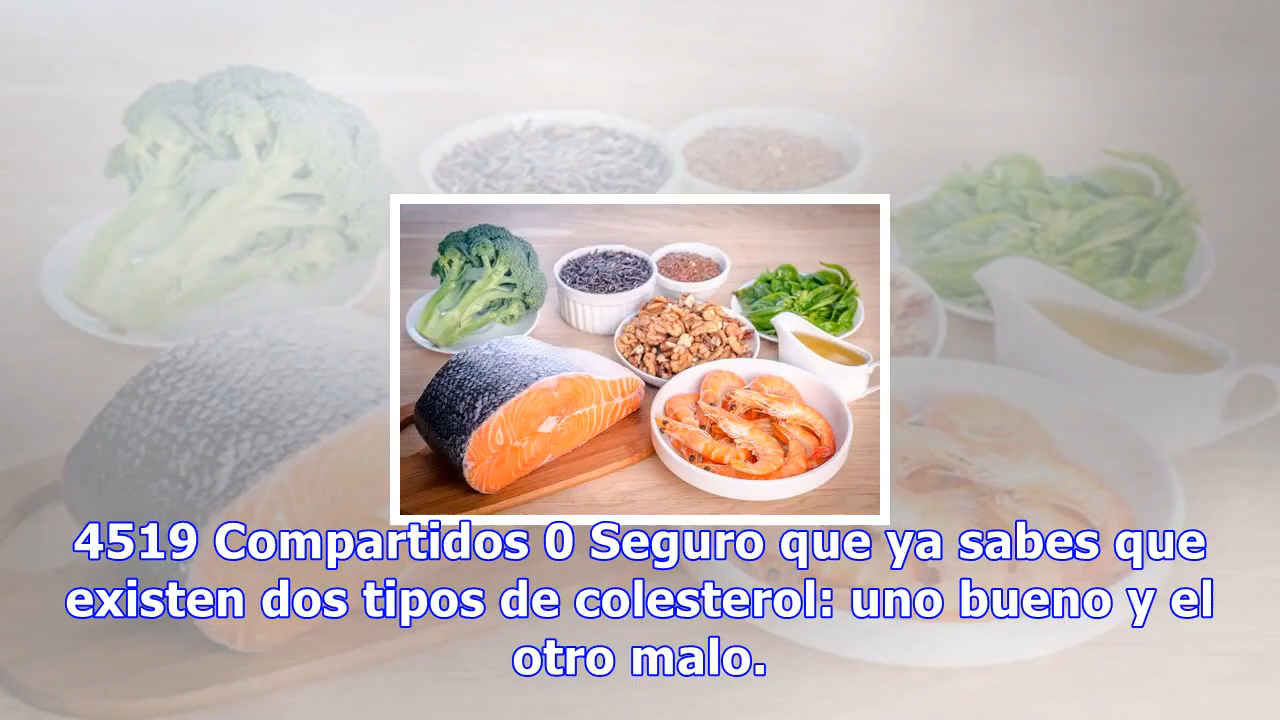 4519 Compartidos 0 Seguro que ya sabes que
existen dos tipos de colesterol: uno bueno y el
otro malo.